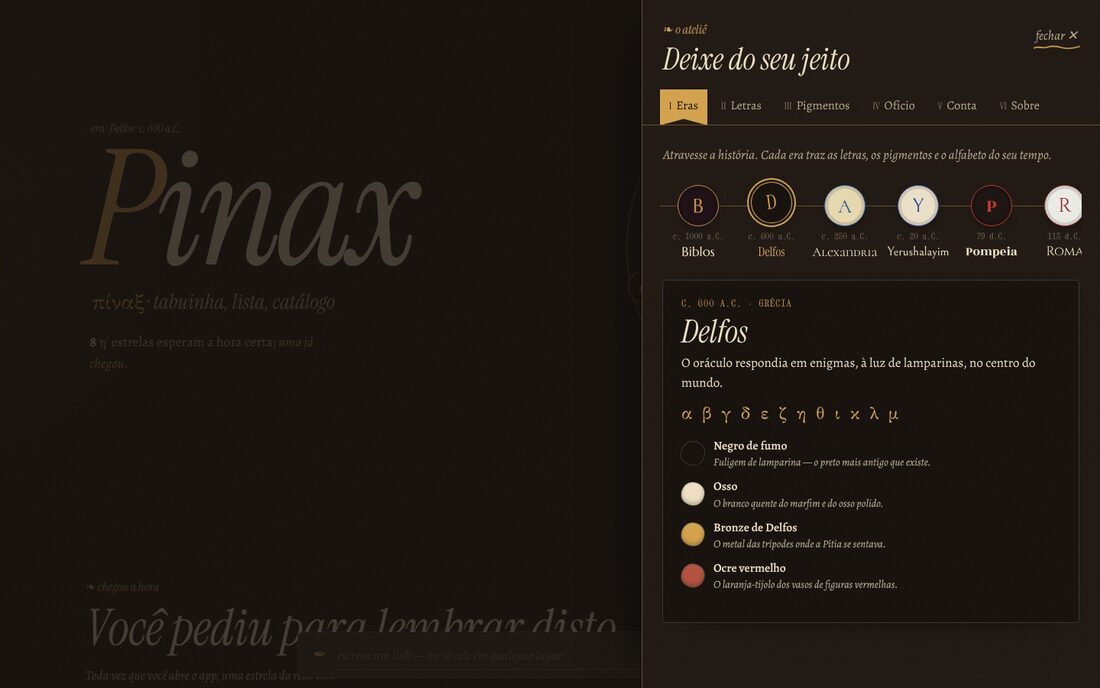 era · Delfos · c. 600 a.C.
Pinax
πίναξ · tabuinha, lista, catálogo
8 η′ estrelas esperam a hora certa; uma já
chegou.
❧ chegou a hora
Você pediu para lembrar disto
escreva um link — ou só cole em qualquer lugar
Toda vez que você abre o app, uma estrela da
❧ o ateliê
Deixe do seu jeito
fechar ✕
I Eras
II Letras
III Pigmentos
IV Ofício
V Conta
VI Sobre
Atravesse a história. Cada era traz as letras, os pigmentos e o alfabeto do seu tempo.
B
D
A
Y
P
R
c. 1000 a.C.
c. 600 a.C.
c. 250 a.C.
c. 20 a.C.
79 d.C.
113 d.C.
Biblos
Delfos
Alexandria
Yerushalayim
Pompeia
ROMA
C. 600 A.C. · GRÉCIA
Delfos
O oráculo respondia em enigmas, à luz de lamparinas, no centro do
mundo.
α β γ δ ε ζ η θ ι κ λ μ
Negro de fumo
Fuligem de lamparina — o preto mais antigo que existe.
Osso
O branco quente do marfim e do osso polido.
Bronze de Delfos
O metal das trípodes onde a Pítia se sentava.
Ocre vermelho
O laranja-tijolo dos vasos de figuras vermelhas.